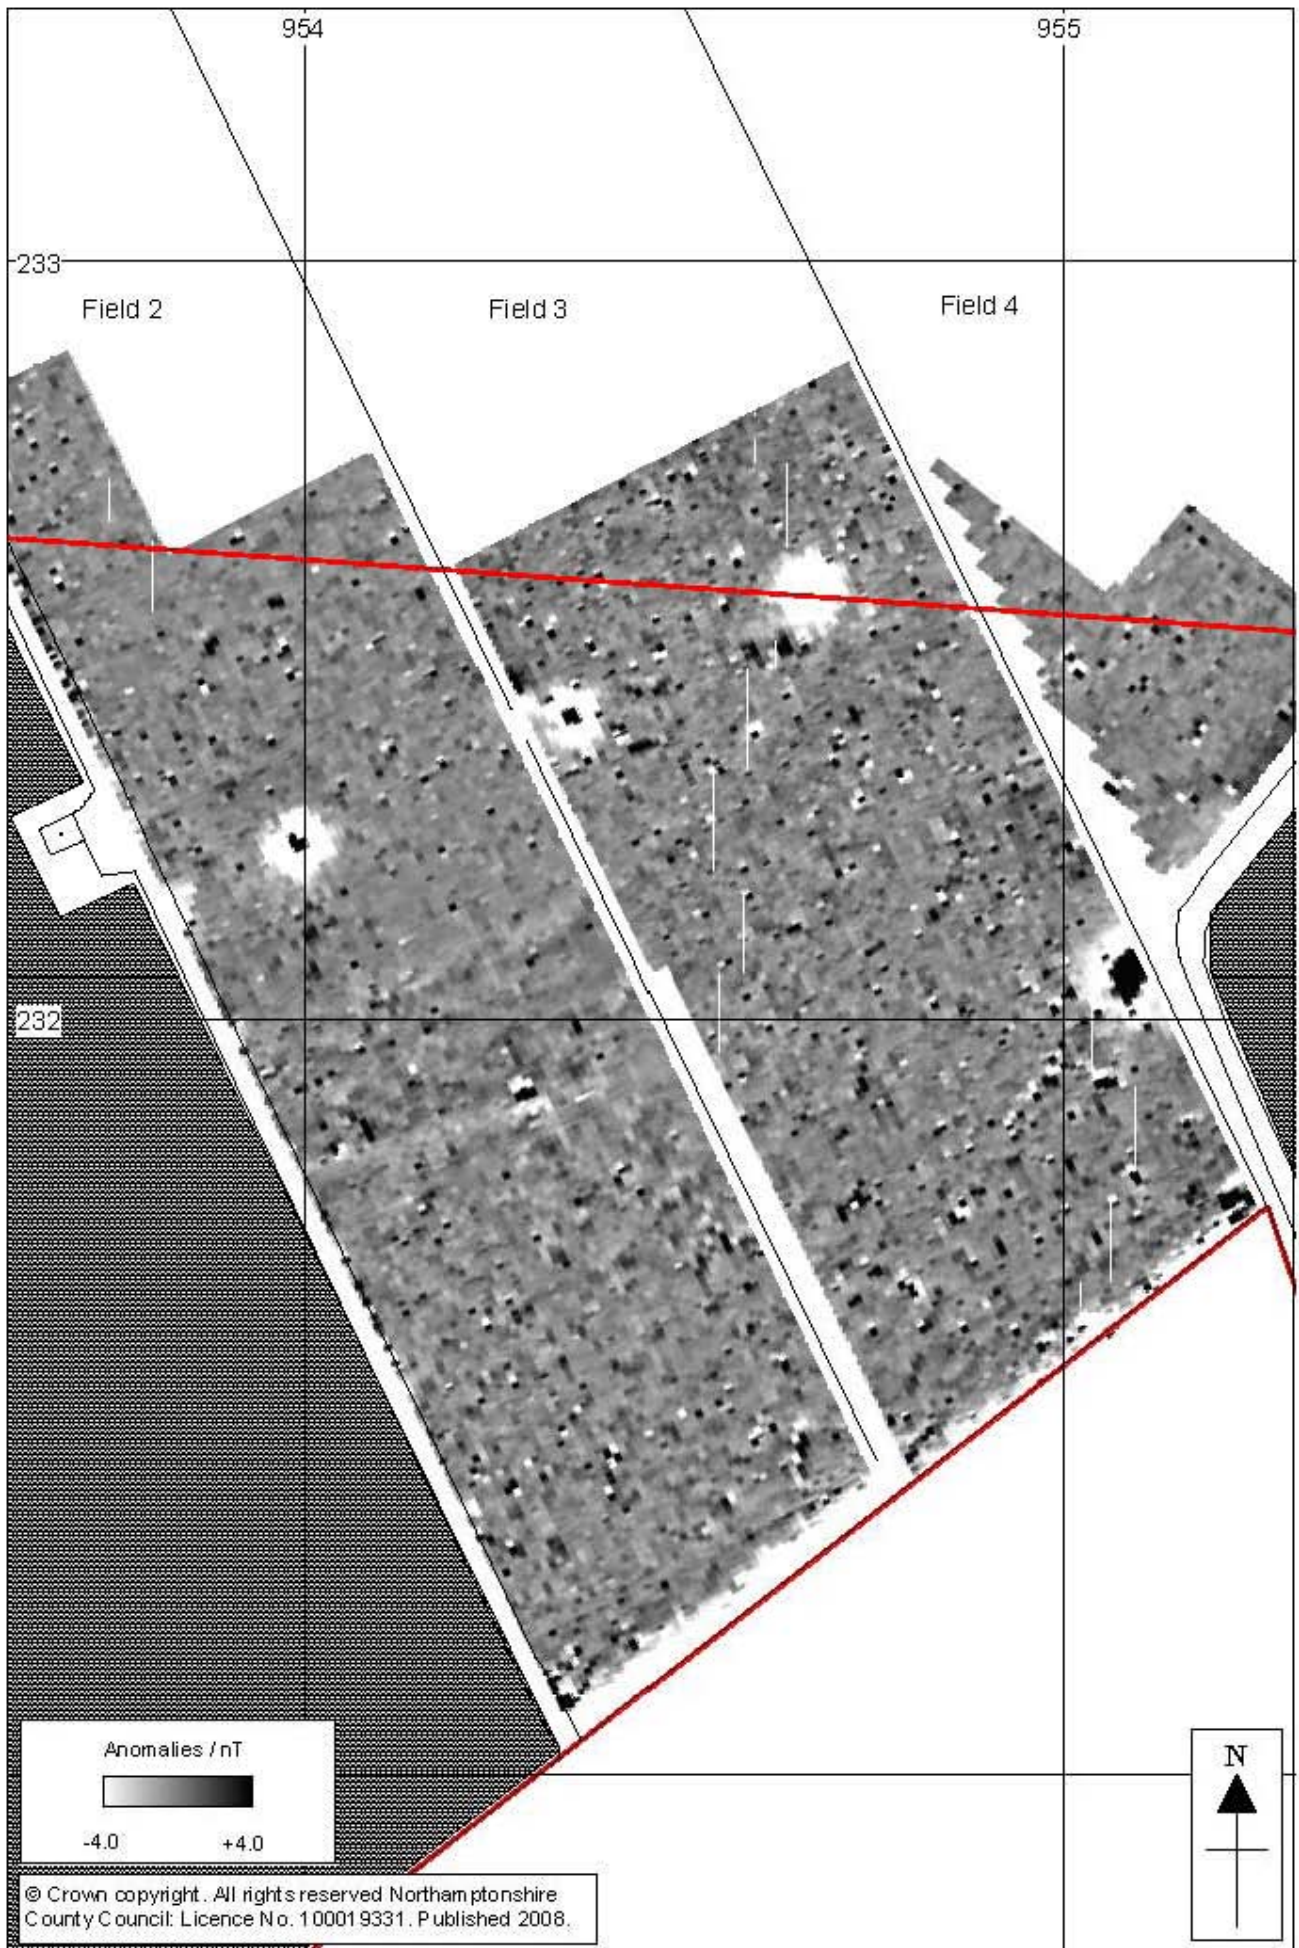 954
955
233
Field 2
Field 3
Field 4
232
Anomalies / nT
-4.0
+4.0
N
© Crown copyright. All rights reserved Northamptonshire
County Council: Licence No. 100019331. Published 2008.